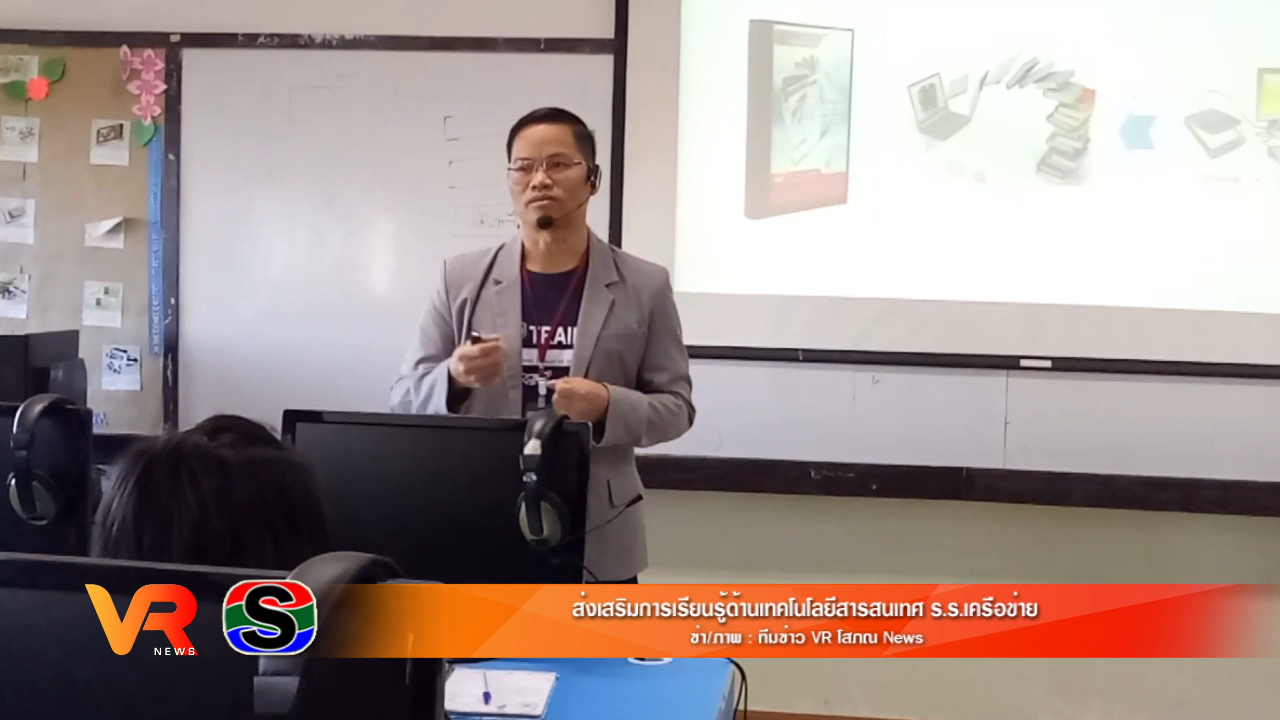 TRAI
VR
NEWS
S
ส่งเสริมการเรียนรู้ด้านเทคโนโลยีสารสนเทศ ร.ร.เครือข่าย
ข่า/ภาพ : ทีมข่าว VR โสภณ News